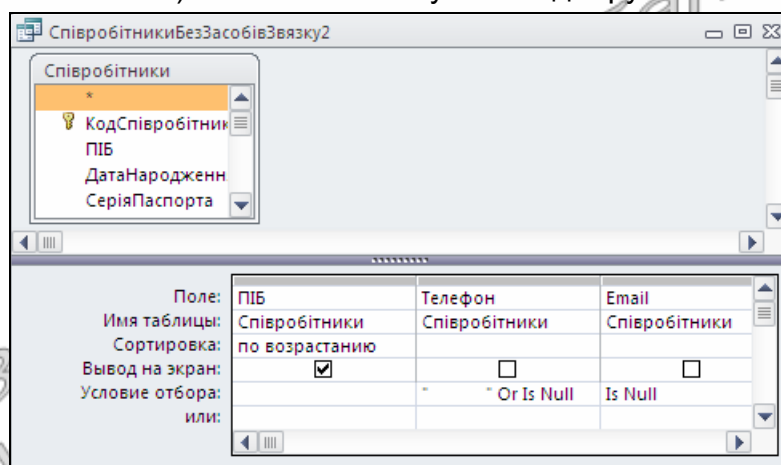 СпівробітникиБезЗасобівЗвязку2
Співробітники
*
КодСпівробітник
ПІБ
ДатаНародженн
СеріяПаспорта
Поле: ПІБ Телефон Email
Имя таблицы: Співробітники Співробітники Співробітники
Сортировка: по возрастанию
Вывод на экран:
Условие отбора: " " Or Is Null Is Null
или: